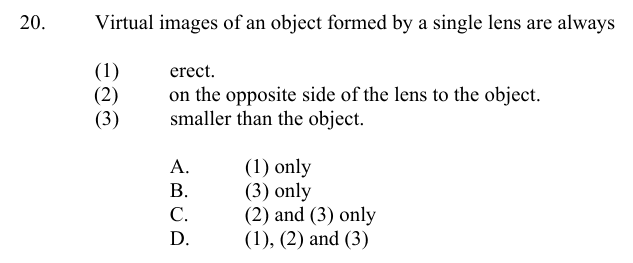 20. Virtual images of an object formed by a single lens are always
(1) erect.
(2) on the opposite side of the lens to the object.
(3) smaller than the object.
A. (1) only
B. (3) only
C. (2) and (3) only
D. (1), (2) and (3)